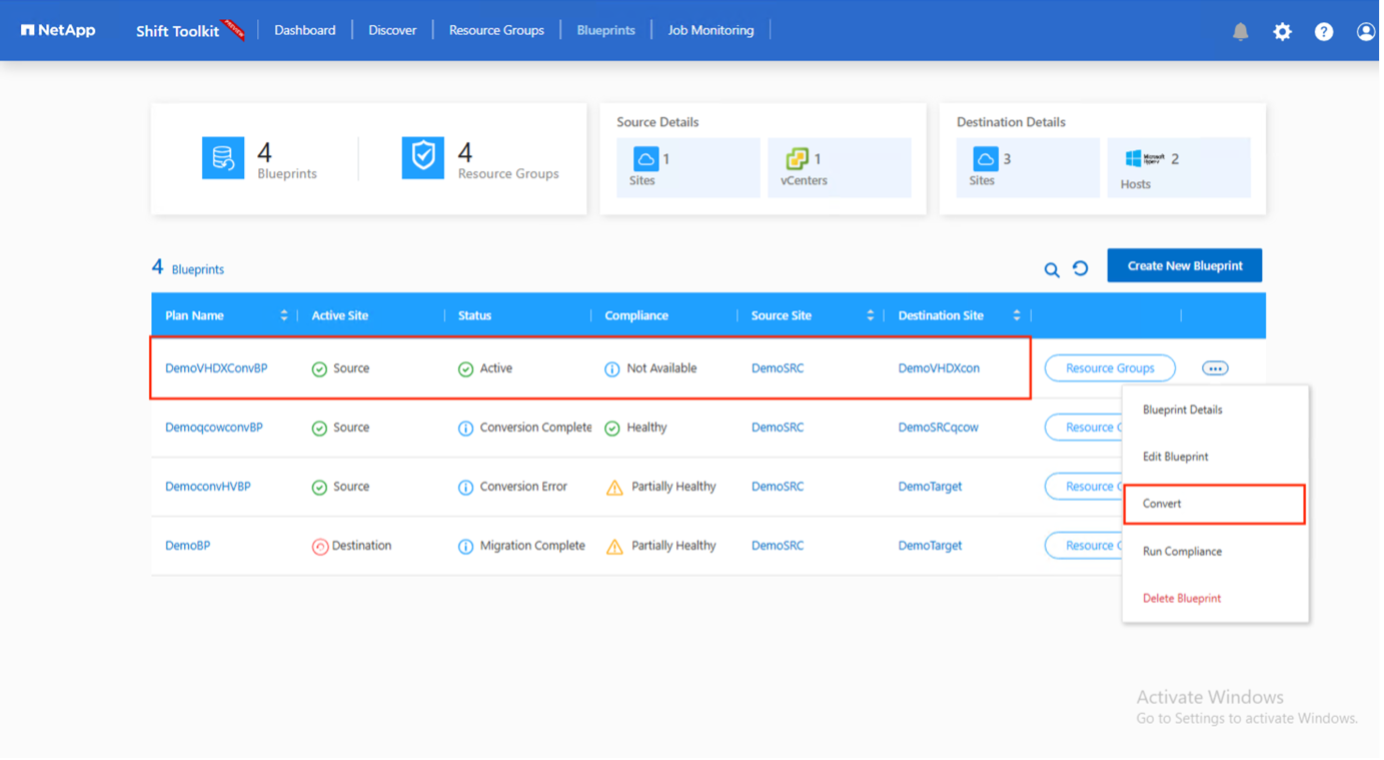 NetApp Shift Toolkit PREVIEW Dashboard Discover Resource Groups Blueprints Job Monitoring ?
4 Blueprints
4 Resource Groups
Source Details
1 Sites
1 vCenters
Destination Details
3 Sites
Microsoft 2 Hosts
4 Blueprints
Create New Blueprint
Plan Name Active Site Status Compliance Source Site Destination Site
DemoVHDXConvBP Source Active Not Available DemoSRC DemoVHDXcon Resource Groups
DemoqcowconvBP Source Conversion Complete Healthy DemoSRC DemoSRCqcow Resource G
DemoconvHVBP Source Conversion Error Partially Healthy DemoSRC DemoTarget Resource G
DemoBP Destination Migration Complete Partially Healthy DemoSRC DemoTarget Resource G
Blueprint Details
Edit Blueprint
Convert
Run Compliance
Delete Blueprint
Activate Windows
Go to Settings to activate Windows.